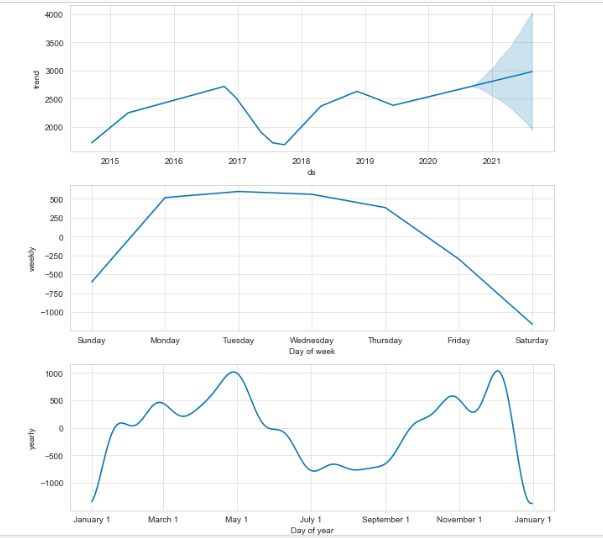 4000
3500
3000
2500
2000
trend
2015 2016 2017 2018 2019 2020 2021
ds
500
250
0
−250
−500
−750
−1000
weekly
Sunday Monday Tuesday Wednesday Thursday Friday Saturday
Day of week
1000
500
0
−500
−1000
yearly
January 1 March 1 May 1 July 1 September 1 November 1 January 1
Day of year